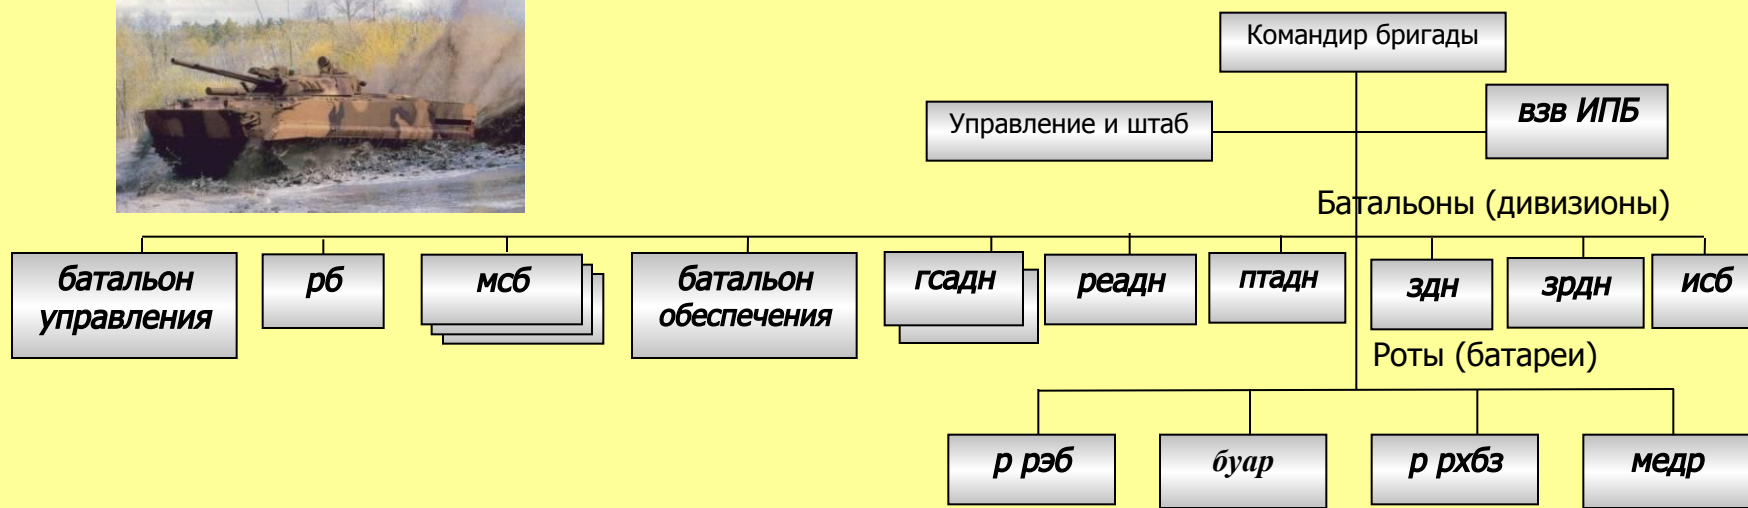 Командир бригады
Управление и штаб
взв ИПБ
Батальоны (дивизионы)
батальон
управления
рб
мсб
батальон
обеспечения
гсадн
реадн
птадн
здн
зрдн
исб
Роты (батареи)
р рэб
буар
р рхбз
медр